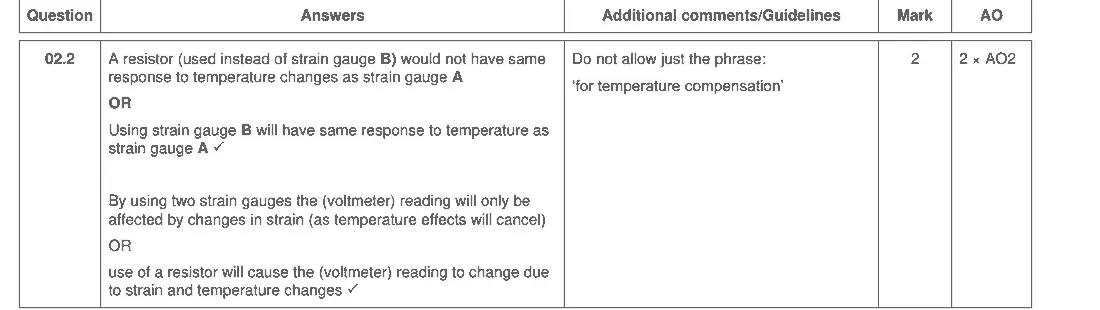 Question Answers Additional comments/Guidelines Mark AO
02.2 A resistor (used instead of strain gauge B) would not have same Do not allow just the phrase: 2 2 × AO2
response to temperature changes as strain gauge A
'for temperature compensation'
OR
Using strain gauge B will have same response to temperature as
strain gauge A ✓
By using two strain gauges the (voltmeter) reading will only be
affected by changes in strain (as temperature effects will cancel)
OR
use of a resistor will cause the (voltmeter) reading to change due
to strain and temperature changes ✓